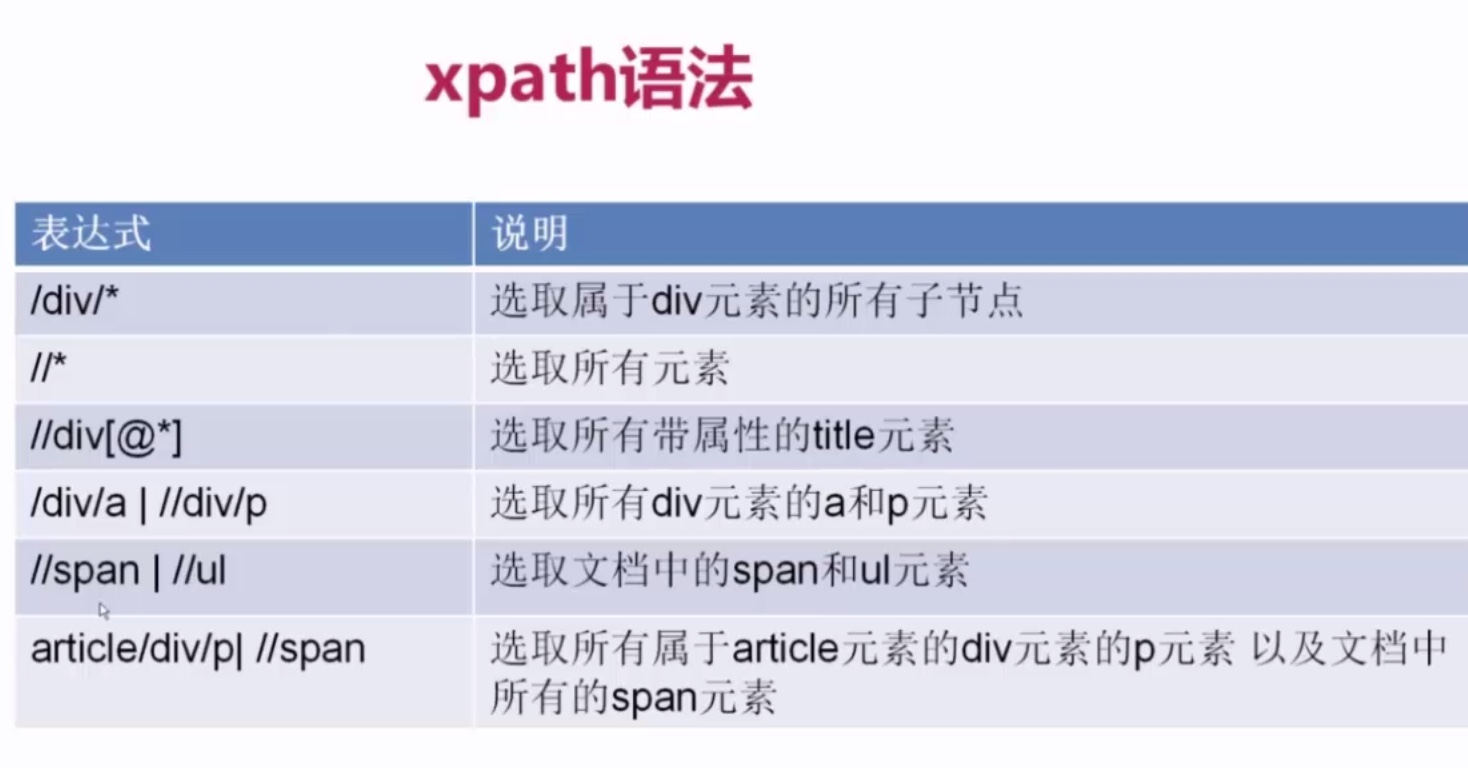 xpath语法
表达式 说明
/div/* 选取属于div元素的所有子节点
//* 选取所有元素
//div[@*] 选取所有带属性的title元素
/div/a | //div/p 选取所有div元素的a和p元素
//span | //ul 选取文档中的span和ul元素
article/div/p| //span 选取所有属于article元素的div元素的p元素 以及文档中
所有的span元素